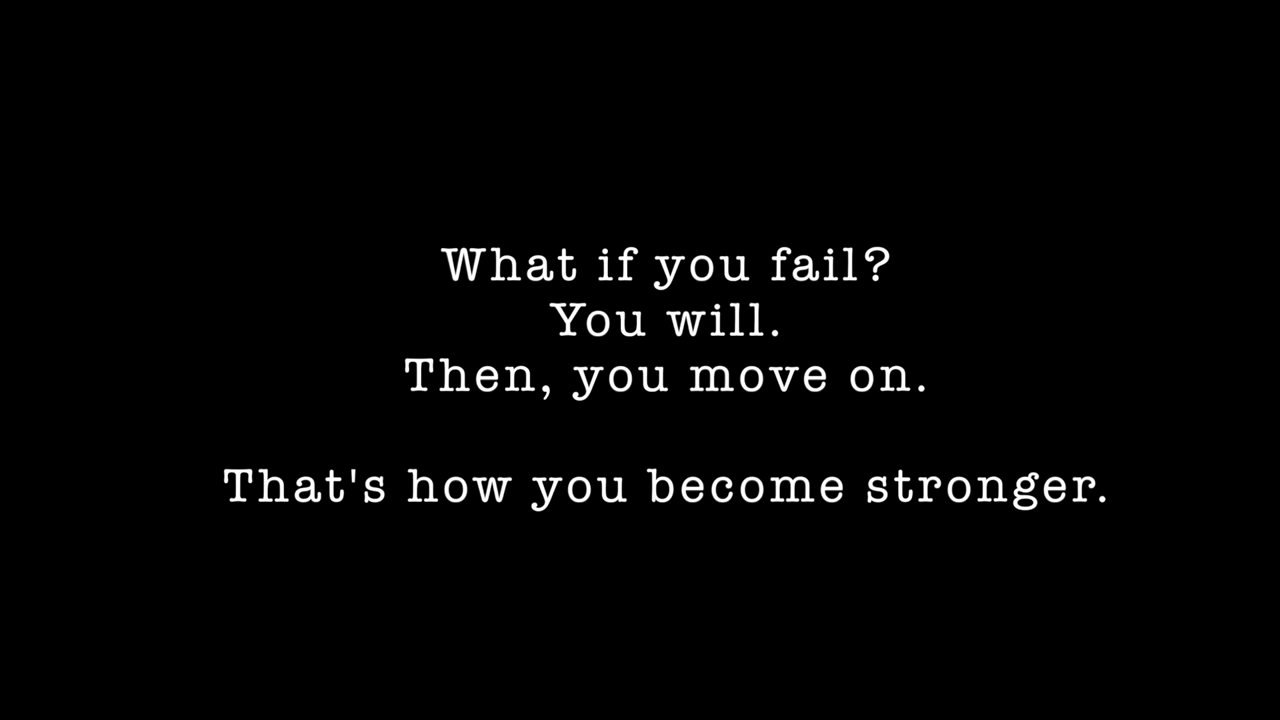 What if you fail?
You will.
Then, you move on.
That's how you become stronger.